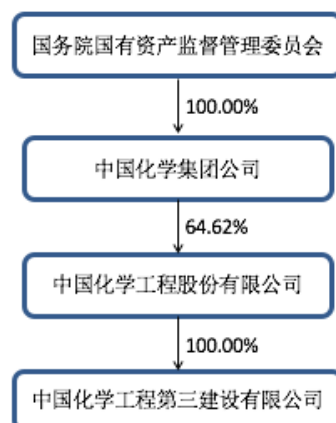 国务院国有资产监督管理委员会
100.00%
中国化学集团公司
64.62%
中国化学工程股份有限公司
100.00%
中国化学工程第三建设有限公司